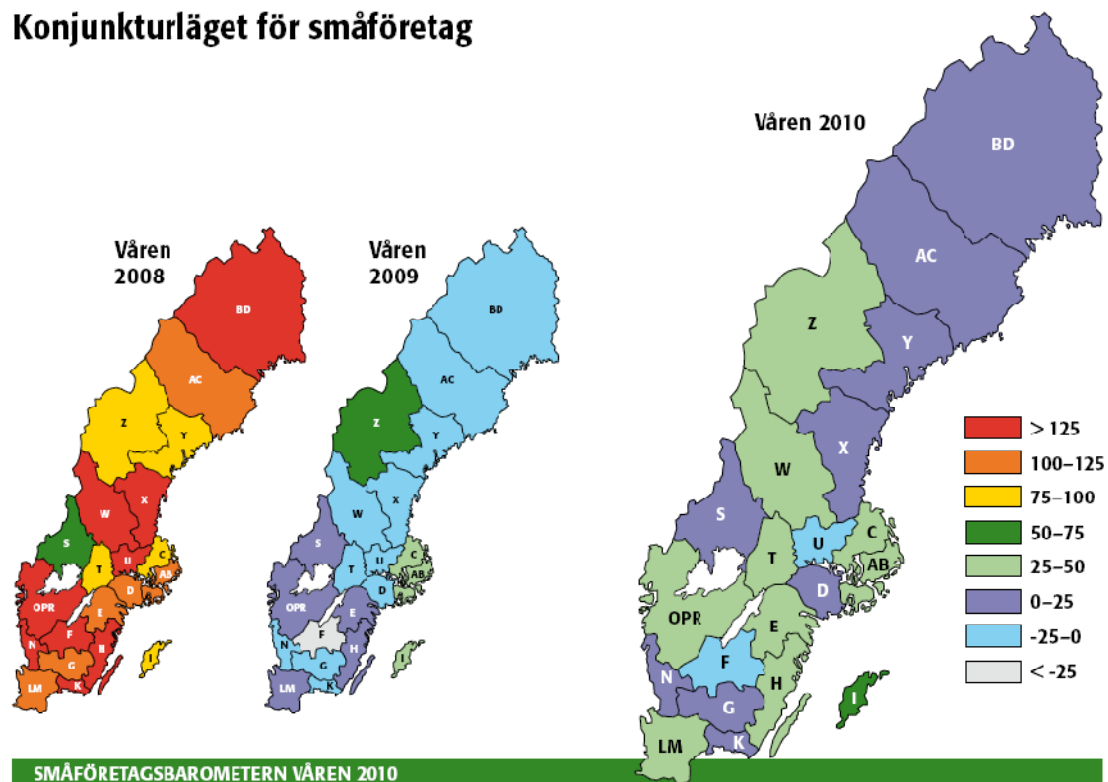 Konjunkturläget för småföretag
Våren 2010
BD
AC
Z
Y
X
W
S
U
C
T
AB
D
OPR
E
F
H
N
G
I
K
LM
Våren
2008
BD
AC
Z
Y
X
W
S
U
C
T
AB
D
OPR
E
F
N
H
G
I
LM
K
Våren
2009
BD
AC
Z
Y
X
W
S
U
C
T
AB
D
OPR
E
F
N
H
G
I
LM
K
> 125
100–125
75–100
50–75
25–50
0–25
-25–0
< -25
SMÅFÖRETAGSBAROMETERN VÅREN 2010